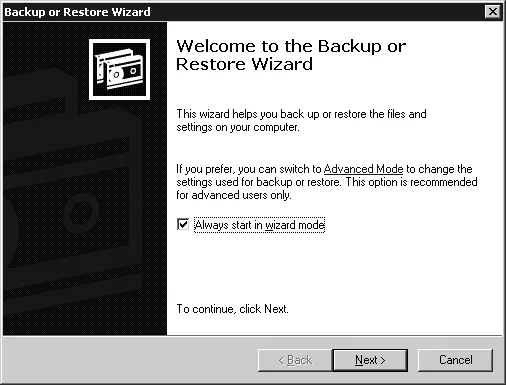 Backup or Restore Wizard
Welcome to the Backup or
Restore Wizard
This wizard helps you back up or restore the files and
settings on your computer.
If you prefer, you can switch to Advanced Mode to change the
settings used for backup or restore. This option is recommended
for advanced users only.
Always start in wizard mode
To continue, click Next.
< Back Next > Cancel